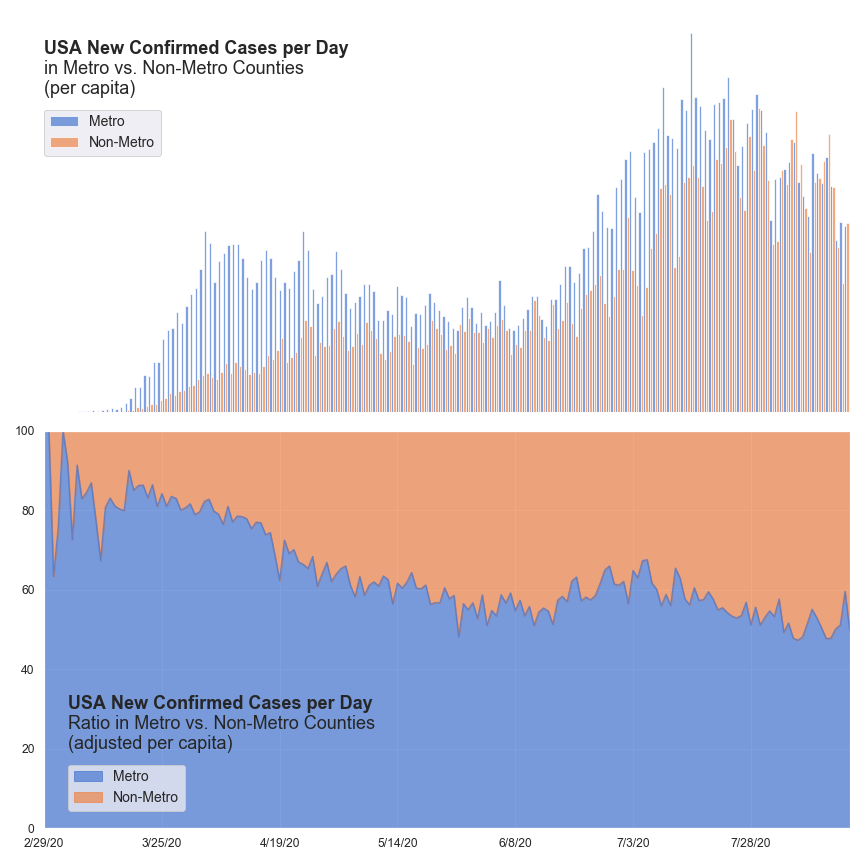 USA New Confirmed Cases per Day
in Metro vs. Non-Metro Counties
(per capita)
Metro
Non-Metro
100
80
60
40
20
0
USA New Confirmed Cases per Day
Ratio in Metro vs. Non-Metro Counties
(adjusted per capita)
Metro
Non-Metro
2/29/20 3/25/20 4/19/20 5/14/20 6/8/20 7/3/20 7/28/20